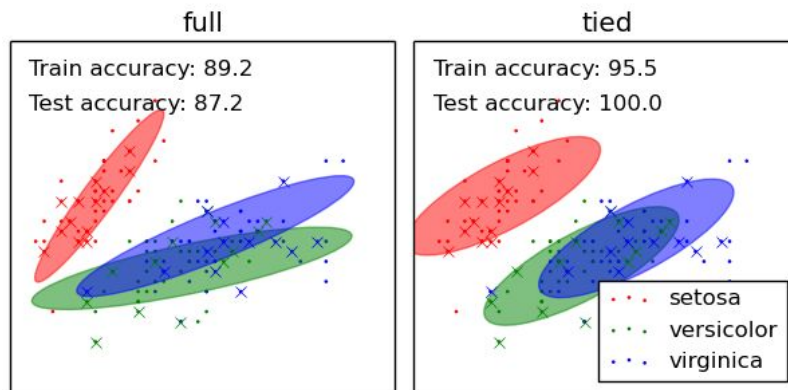 full
Train accuracy: 89.2
Test accuracy: 87.2
tied
Train accuracy: 95.5
Test accuracy: 100.0
setosa
versicolor
virginica